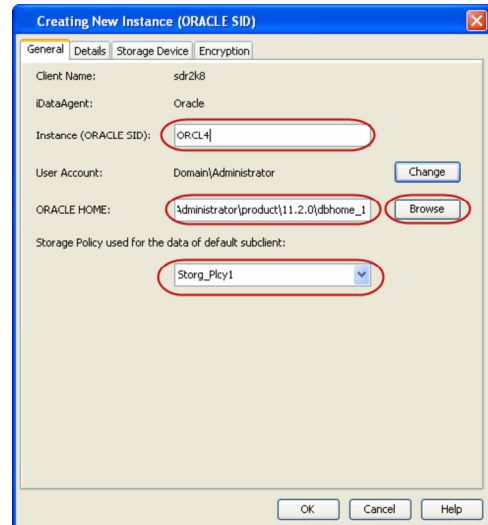 Creating New Instance (ORACLE SID)
General Details Storage Device Encryption
Client Name: sdr2k8
iDataAgent: Oracle
Instance (ORACLE SID): ORCL4
User Account: Domain\Administrator Change
ORACLE HOME: Administrator\product\11.2.0\dbhome_1 Browse
Storage Policy used for the data of default subclient:
Storg_Plcy1
OK Cancel Help